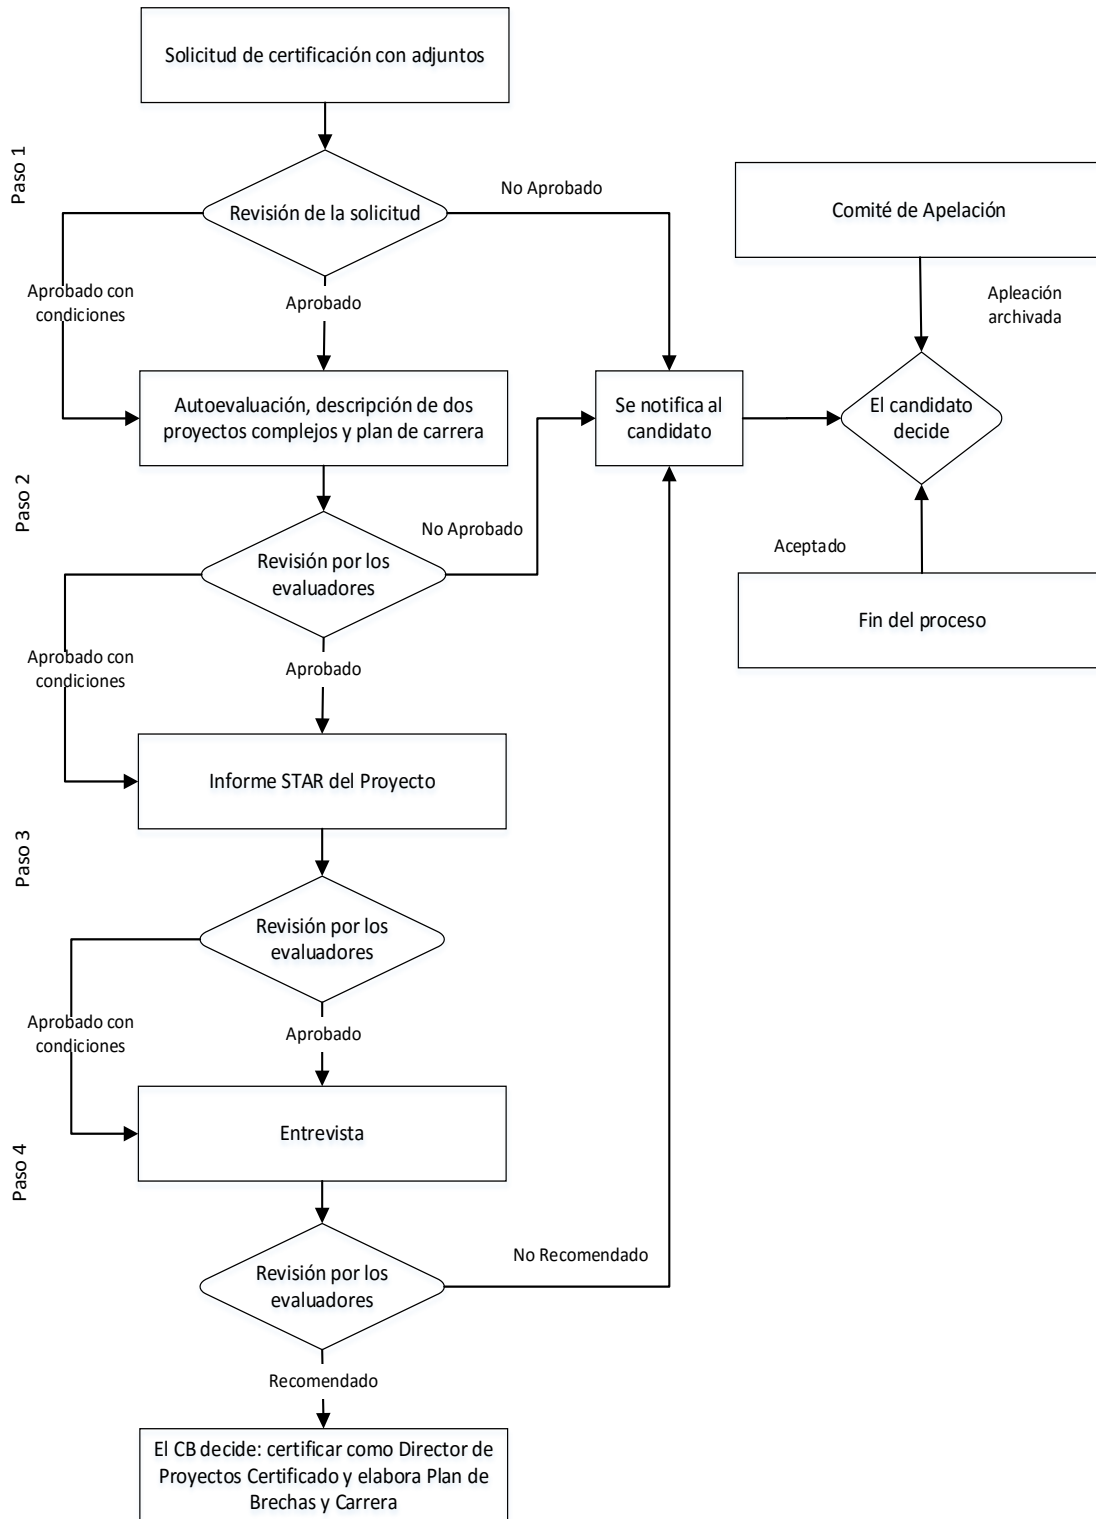 Solicitud de certificación con adjuntos
Paso 1
Revisión de la solicitud
No Aprobado
Comité de Apelación
Aprobado con
condiciones
Aprobado
Apleación
archivada
Autoevaluación, descripción de dos
proyectos complejos y plan de carrera
Se notifica al
candidato
El candidato
decide
Paso 2
No Aprobado
Revisión por los
evaluadores
Aceptado
Fin del proceso
Aprobado con
condiciones
Aprobado
Informe STAR del Proyecto
Paso 3
Revisión por los
evaluadores
Aprobado con
condiciones
Aprobado
Entrevista
Paso 4
No Recomendado
Revisión por los
evaluadores
Recomendado
El CB decide: certificar como Director de
Proyectos Certificado y elabora Plan de
Brechas y Carrera